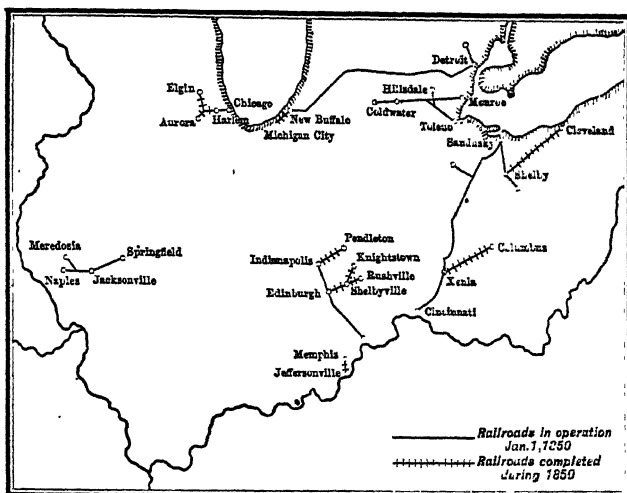 Detroit
Elgin
Hillsdale
Chicago
Monroe
Aurora
Harlem
New Buffalo
Coldwater
Toledo
Michigan City
Sandusky
Cleveland
Shelby
Pendleton
Meredosia
Springfield
Indianapolis
Knightstown
Columbus
Rushville
Naples
Jacksonville
Edinburgh
Shelbyville
Xenia
Cincinnati
Memphis
Jeffersonville
Railroads in operation
Jan. 1, 1850
Railroads completed
during 1850